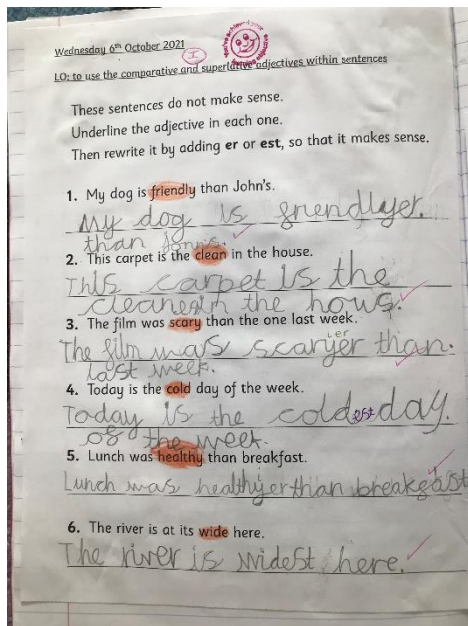 Wednesday 6th October 2021
I
LO: to use the comparative and superlative adjectives within sentences
These sentences do not make sense.
Underline the adjective in each one.
Then rewrite it by adding er or est, so that it makes sense.
1. My dog is friendly than John's.
My dog is friendlyer.
than Jonn's.
2. This carpet is the clean in the house.
This carpet is the
cleanest in the hows.
3. The film was scary than the one last week.
ier
The film was scaryer than.
last week.
4. Today is the cold day of the week.
Today is the coldest day.
of the week.
5. Lunch was healthy than breakfast.
Lunch was healthyer than breakfast
6. The river is at its wide here.
The river is widest here.